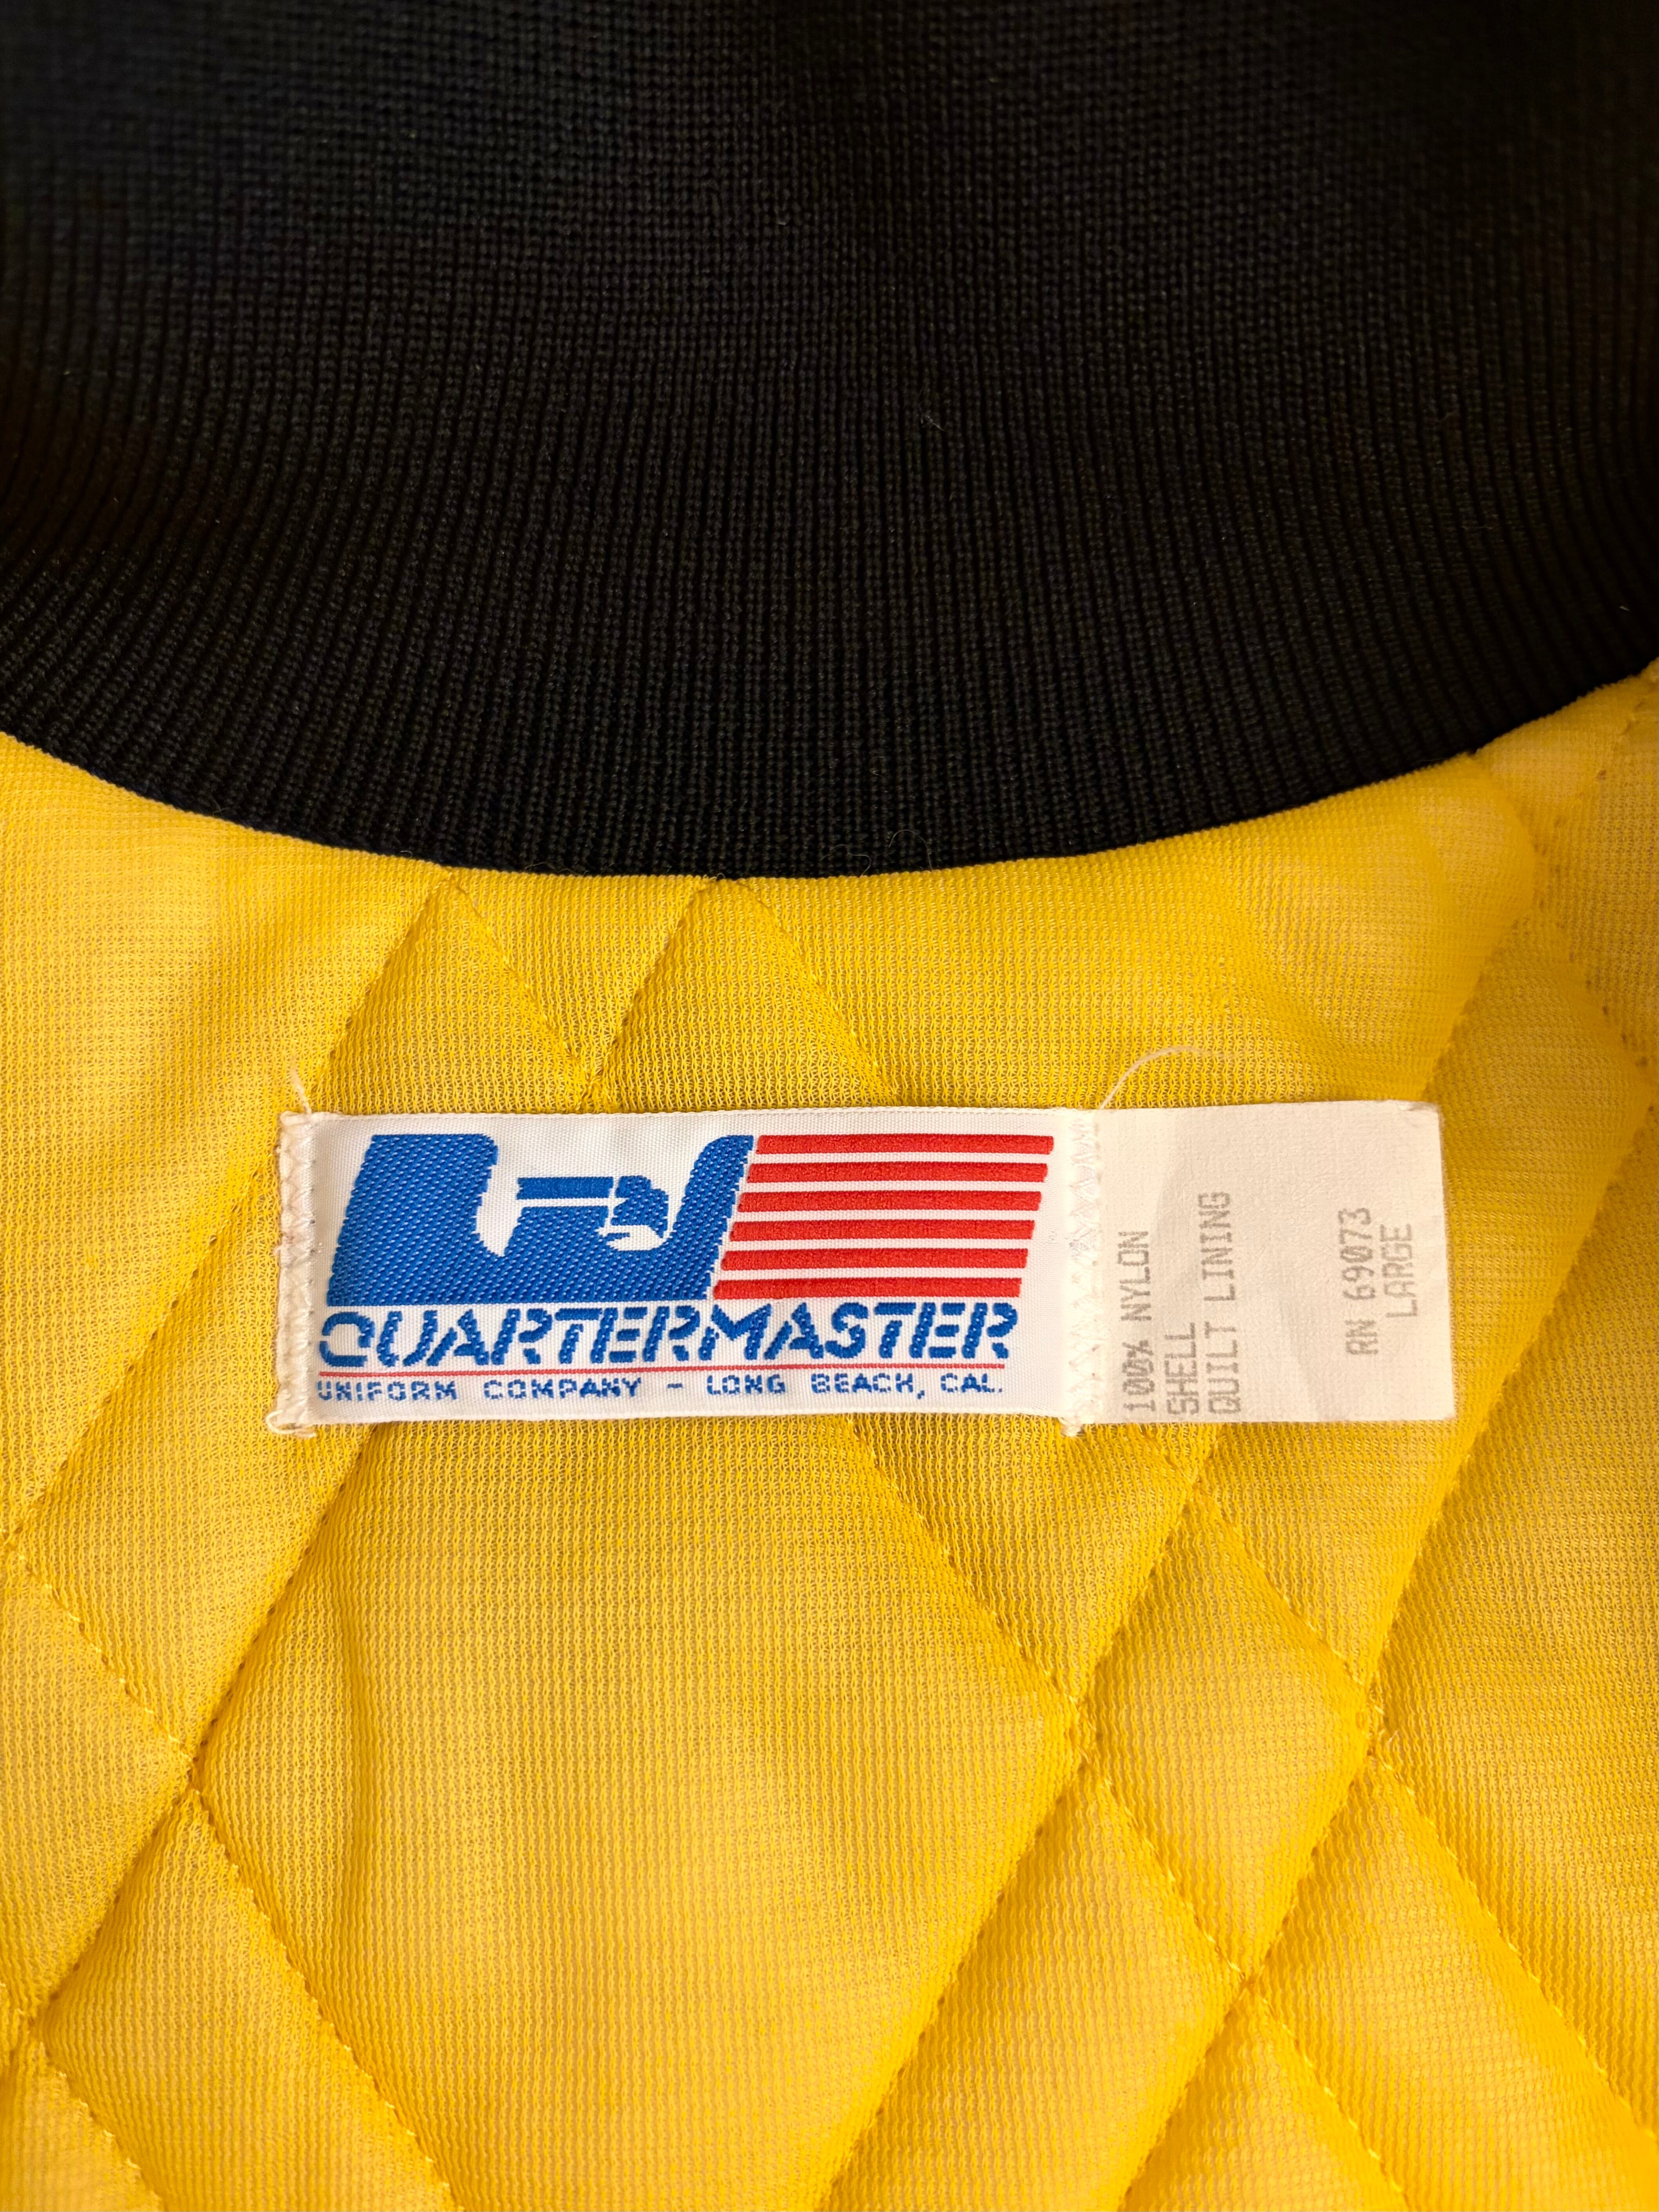 QUARTERMASTER
UNIFORM COMPANY - LONG BEACH, CAL.
100% NYLON
SHELL
QUILT LINING
RN 69073
LARGE